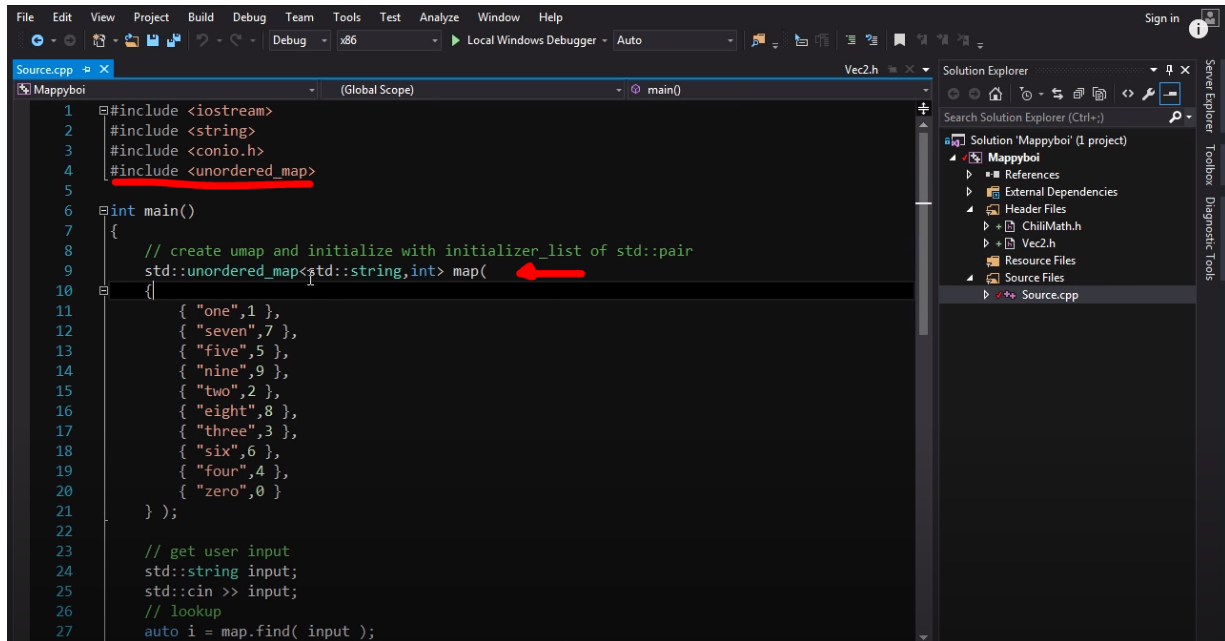 File Edit View Project Build Debug Team Tools Test Analyze Window Help Sign in
Debug x86 Local Windows Debugger Auto
Source.cpp Vec2.h
Mappyboi (Global Scope) main()
1 #include <iostream>
2 #include <string>
3 #include <conio.h>
4 #include <unordered_map>
5
6 int main()
7 {
8 // create umap and initialize with initializer_list of std::pair
9 std::unordered_map<std::string,int> map(
10 {
11 { "one",1 },
12 { "seven",7 },
13 { "five",5 },
14 { "nine",9 },
15 { "two",2 },
16 { "eight",8 },
17 { "three",3 },
18 { "six",6 },
19 { "four",4 },
20 { "zero",0 }
21 } );
22
23 // get user input
24 std::string input;
25 std::cin >> input;
26 // lookup
27 auto i = map.find( input );
Solution Explorer
Search Solution Explorer (Ctrl+;)
Solution 'Mappyboi' (1 project)
Mappyboi
References
External Dependencies
Header Files
ChiliMath.h
Vec2.h
Resource Files
Source Files
Source.cpp
Server Explorer
Toolbox
Diagnostic Tools